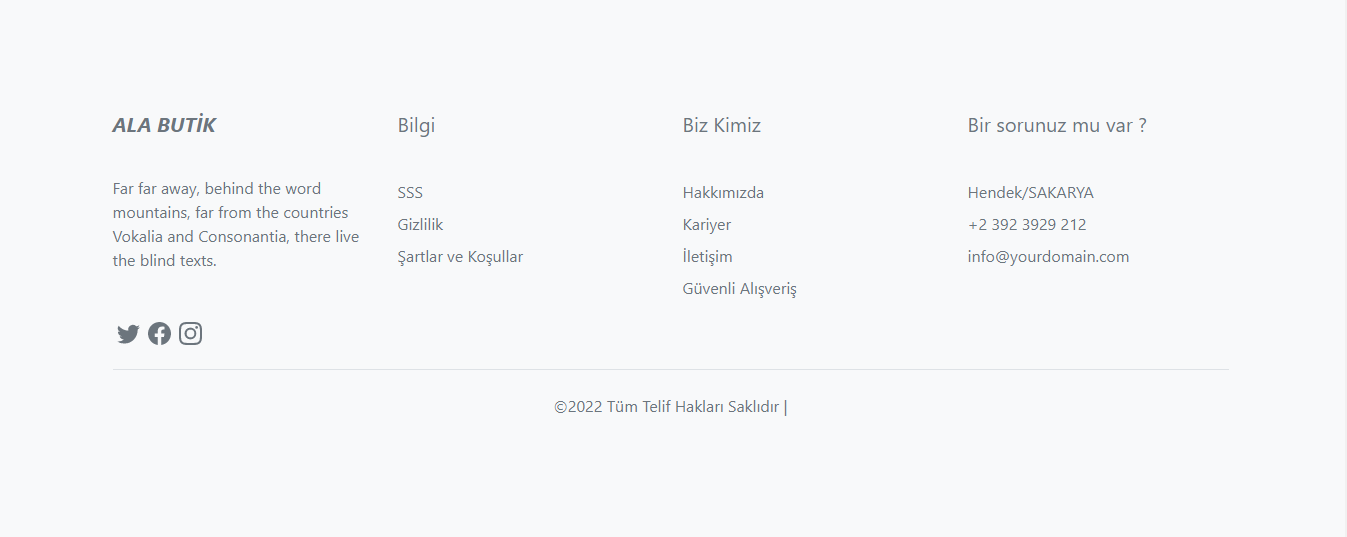 ALA BUTİK
Far far away, behind the word
mountains, far from the countries
Vokalia and Consonantia, there live
the blind texts.
Bilgi
SSS
Gizlilik
Şartlar ve Koşullar
Biz Kimiz
Hakkımızda
Kariyer
İletişim
Güvenli Alışveriş
Bir sorunuz mu var ?
Hendek/SAKARYA
+2 392 3929 212
info@yourdomain.com
©2022 Tüm Telif Hakları Saklıdır |